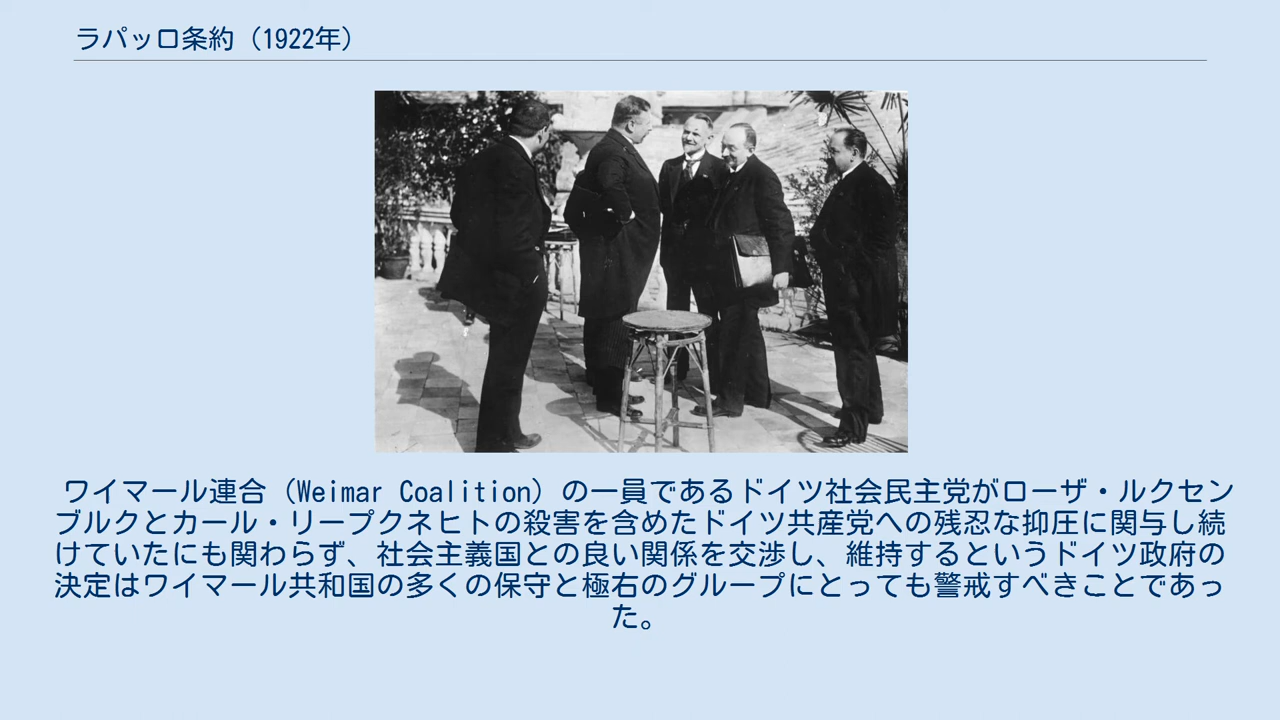 ラパッロ条約（1922年）
ワイマール連合（Weimar Coalition）の一員であるドイツ社会民主党がローザ・ルクセン
ブルクとカール・リープクネヒトの殺害を含めたドイツ共産党への残忍な抑圧に関与し続
けていたにも関わらず、社会主義国との良い関係を交渉し、維持するというドイツ政府の
決定はワイマール共和国の多くの保守と極右のグループにとっても警戒すべきことであっ
た。